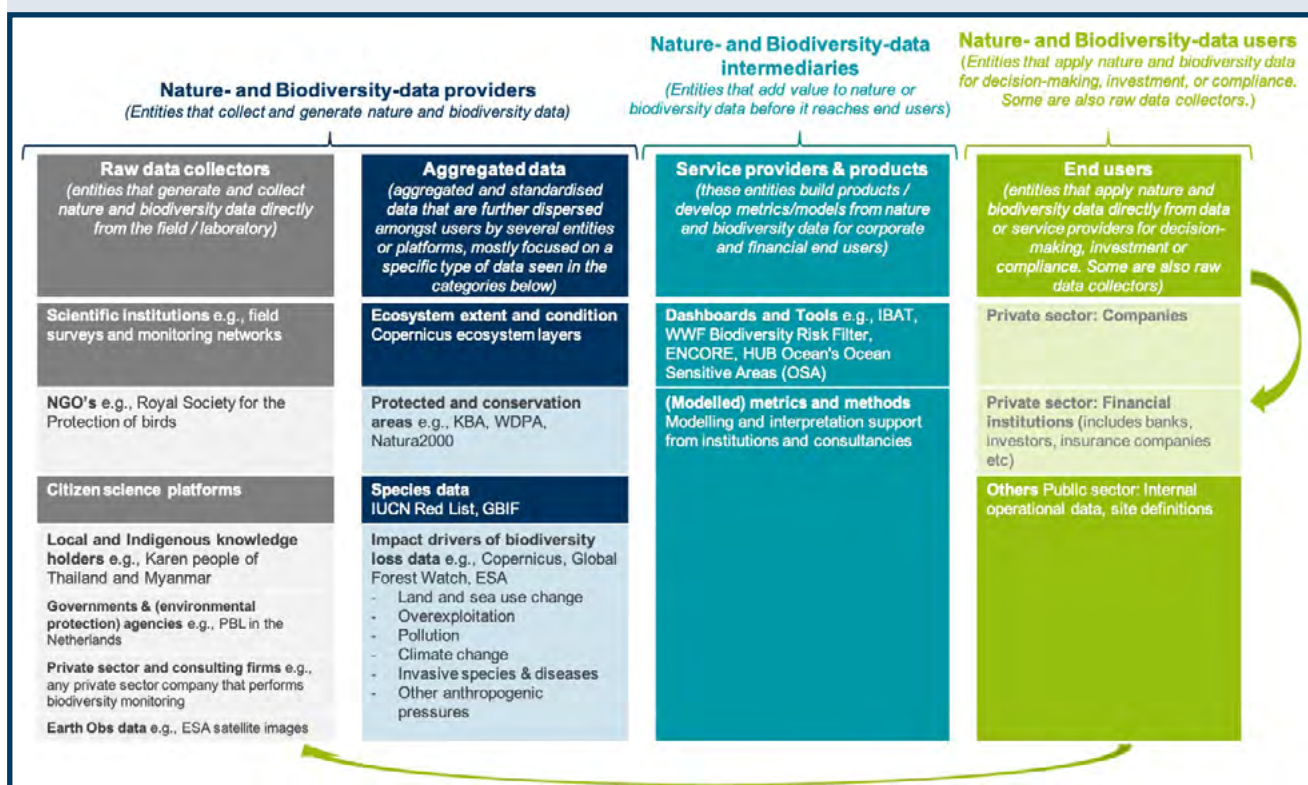 Nature- and Biodiversity-data providers
(Entities that collect and generate nature and biodiversity data)
Nature- and Biodiversity-data
intermediaries
(Entities that add value to nature or
biodiversity data before it reaches end users)
Nature- and Biodiversity-data users
(Entities that apply nature and biodiversity data
for decision-making, investment, or compliance.
Some are also raw data collectors.)
Raw data collectors
(entities that generate and collect
nature and biodiversity data directly
from the field / laboratory)
Scientific institutions e.g., field
surveys and monitoring networks
NGO's e.g., Royal Society for the
Protection of birds
Citizen science platforms
Local and Indigenous knowledge
holders e.g., Karen people of
Thailand and Myanmar
Governments & (environmental
protection) agencies e.g., PBL in the
Netherlands
Private sector and consulting firms e.g.,
any private sector company that performs
biodiversity monitoring
Earth Obs data e.g., ESA satellite images
Aggregated data
(aggregated and standardised
data that are further dispersed
amongst users by several entities
or platforms, mostly focused on a
specific type of data seen in the
categories below)
Ecosystem extent and condition
Copernicus ecosystem layers
Protected and conservation
areas e.g., KBA, WDPA,
Natura2000
Species data
IUCN Red List, GBIF
Impact drivers of biodiversity
loss data e.g., Copernicus, Global
Forest Watch, ESA
- Land and sea use change
- Overexploitation
- Pollution
- Climate change
- Invasive species & diseases
- Other anthropogenic
pressures
Service providers & products
(these entities build products /
develop metrics/models from nature
and biodiversity data for corporate
and financial end users)
Dashboards and Tools e.g., IBAT,
WWF Biodiversity Risk Filter,
ENCORE, HUB Ocean's Ocean
Sensitive Areas (OSA)
(Modelled) metrics and methods
Modelling and interpretation support
from institutions and consultancies
End users
(entities that apply nature and
biodiversity data directly from data
or service providers for decision-
making, investment or
compliance. Some are also raw
data collectors)
Private sector: Companies
Private sector: Financial
institutions (includes banks,
investors, insurance companies
etc)
Others Public sector: Internal
operational data, site definitions